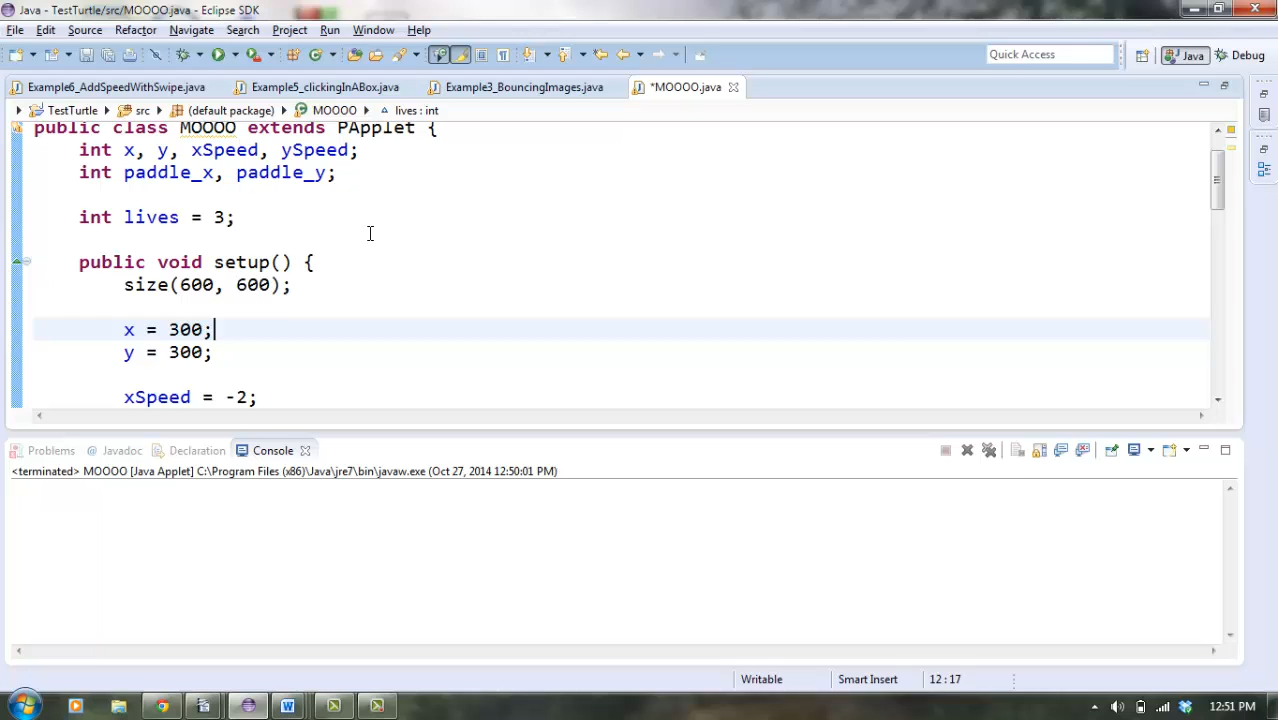 Java - TestTurtle/src/MOOOO.java - Eclipse SDK
File Edit Source Refactor Navigate Search Project Run Window Help
Quick Access Java Debug
Example6_AddSpeedWithSwipe.java Example5_clickingInABox.java Example3_BouncingImages.java *MOOOO.java
TestTurtle src (default package) MOOOO lives : int
public class MOOOO extends PApplet {
int x, y, xSpeed, ySpeed;
int paddle_x, paddle_y;
int lives = 3;
public void setup() {
size(600, 600);
x = 300;
y = 300;
xSpeed = -2;
Problems @ Javadoc Declaration Console
<terminated> MOOOO [Java Applet] C:\Program Files (x86)\Java\jre7\bin\javaw.exe (Oct 27, 2014 12:50:01 PM)
Writable Smart Insert 12:17
12:51 PM